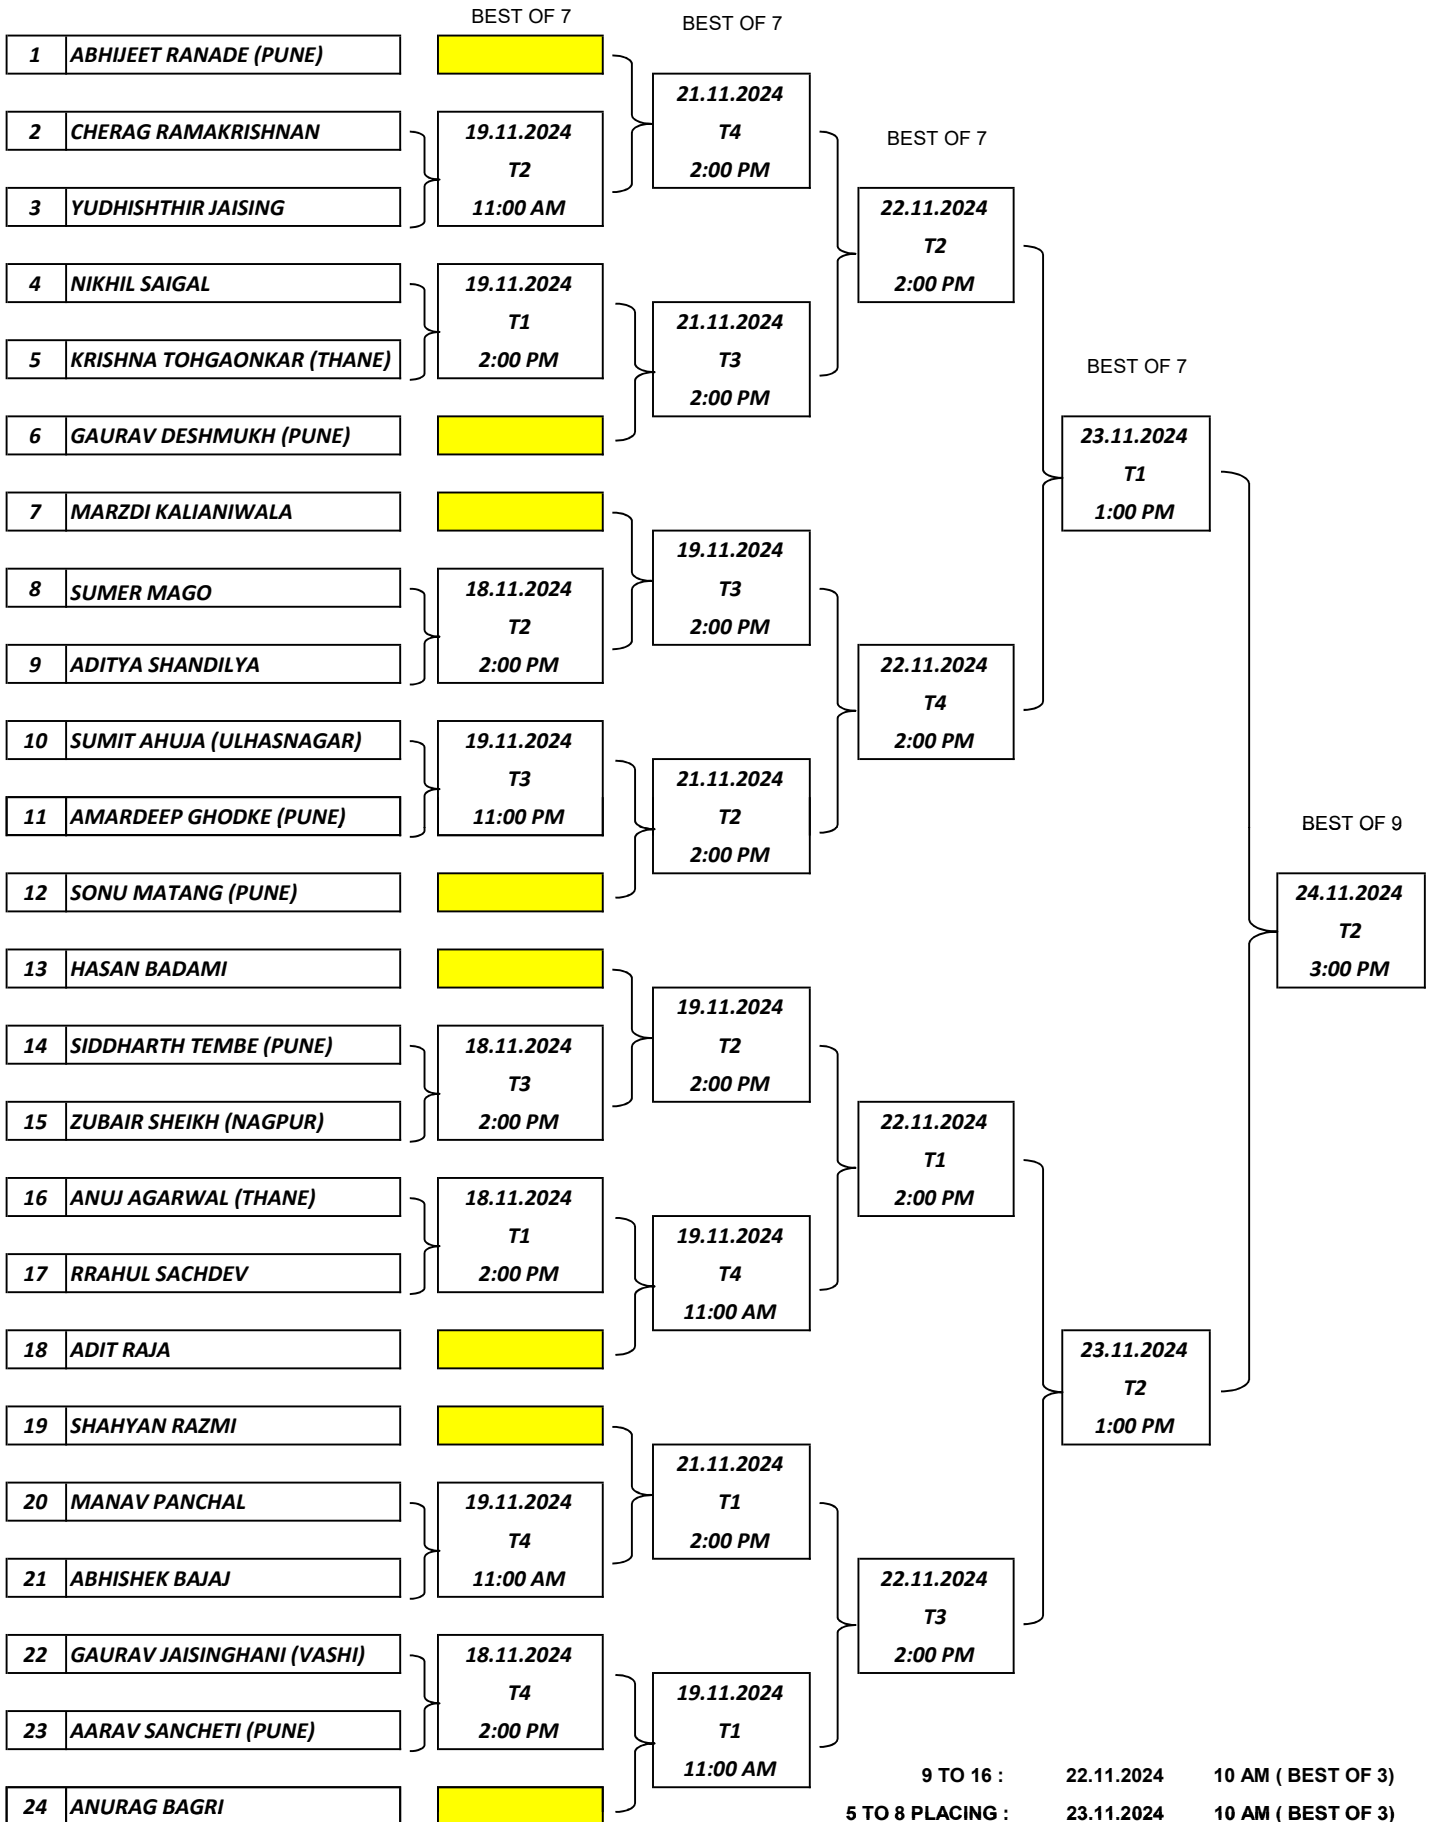 BEST OF 7
BEST OF 7
1 ABHIJEET RANADE (PUNE)
21.11.2024
2 CHERAG RAMAKRISHNAN 19.11.2024 T4 BEST OF 7
T2 2:00 PM
3 YUDHISHTHIR JAISING 11:00 AM 22.11.2024
T2
4 NIKHIL SAIGAL 19.11.2024 2:00 PM
T1 21.11.2024
5 KRISHNA TOHGAONKAR (THANE) 2:00 PM T3 BEST OF 7
2:00 PM
6 GAURAV DESHMUKH (PUNE) 23.11.2024
T1
7 MARZDI KALIANIWALA 1:00 PM
19.11.2024
8 SUMER MAGO 18.11.2024 T3
T2 2:00 PM
9 ADITYA SHANDILYA 2:00 PM 22.11.2024
T4
10 SUMIT AHUJA (ULHASNAGAR) 19.11.2024 2:00 PM
T3 21.11.2024
11 AMARDEEP GHODKE (PUNE) 11:00 PM T2 BEST OF 9
2:00 PM
12 SONU MATANG (PUNE) 24.11.2024
T2
13 HASAN BADAMI 3:00 PM
19.11.2024
14 SIDDHARTH TEMBE (PUNE) 18.11.2024 T2
T3 2:00 PM
15 ZUBAIR SHEIKH (NAGPUR) 2:00 PM 22.11.2024
T1
16 ANUJ AGARWAL (THANE) 18.11.2024 2:00 PM
T1 19.11.2024
17 RRAHUL SACHDEV 2:00 PM T4
11:00 AM
18 ADIT RAJA 23.11.2024
T2
19 SHAHYAN RAZMI 1:00 PM
21.11.2024
20 MANAV PANCHAL 19.11.2024 T1
T4 2:00 PM
21 ABHISHEK BAJAJ 11:00 AM 22.11.2024
T3
22 GAURAV JAISINGHANI (VASHI) 18.11.2024 2:00 PM
T4 19.11.2024
23 AARAV SANCHETI (PUNE) 2:00 PM T1
11:00 AM 9 TO 16 : 22.11.2024 10 AM ( BEST OF 3)
24 ANURAG BAGRI 5 TO 8 PLACING : 23.11.2024 10 AM ( BEST OF 3)